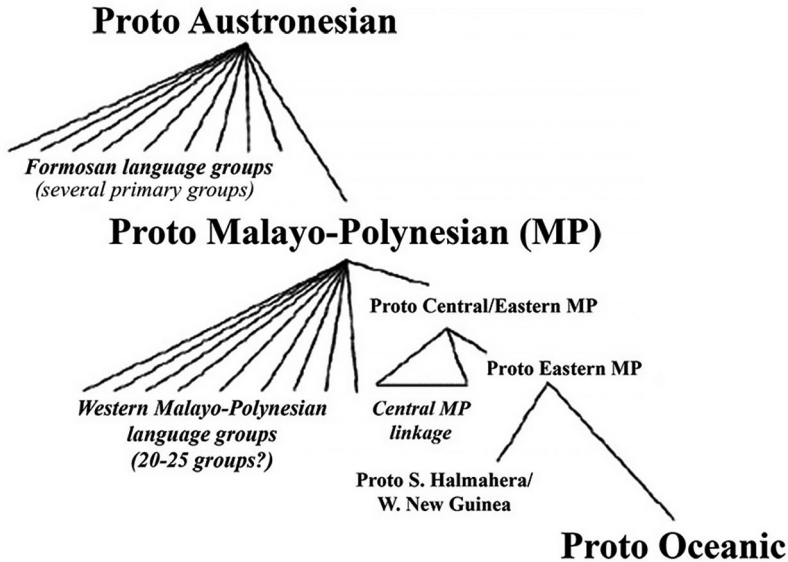 Proto Austronesian
Formosan language groups
(several primary groups)
Proto Malayo-Polynesian (MP)
Proto Central/Eastern MP
Proto Eastern MP
Western Malayo-Polynesian
language groups
(20-25 groups?)
Central MP
linkage
Proto S. Halmahera/
W. New Guinea
Proto Oceanic